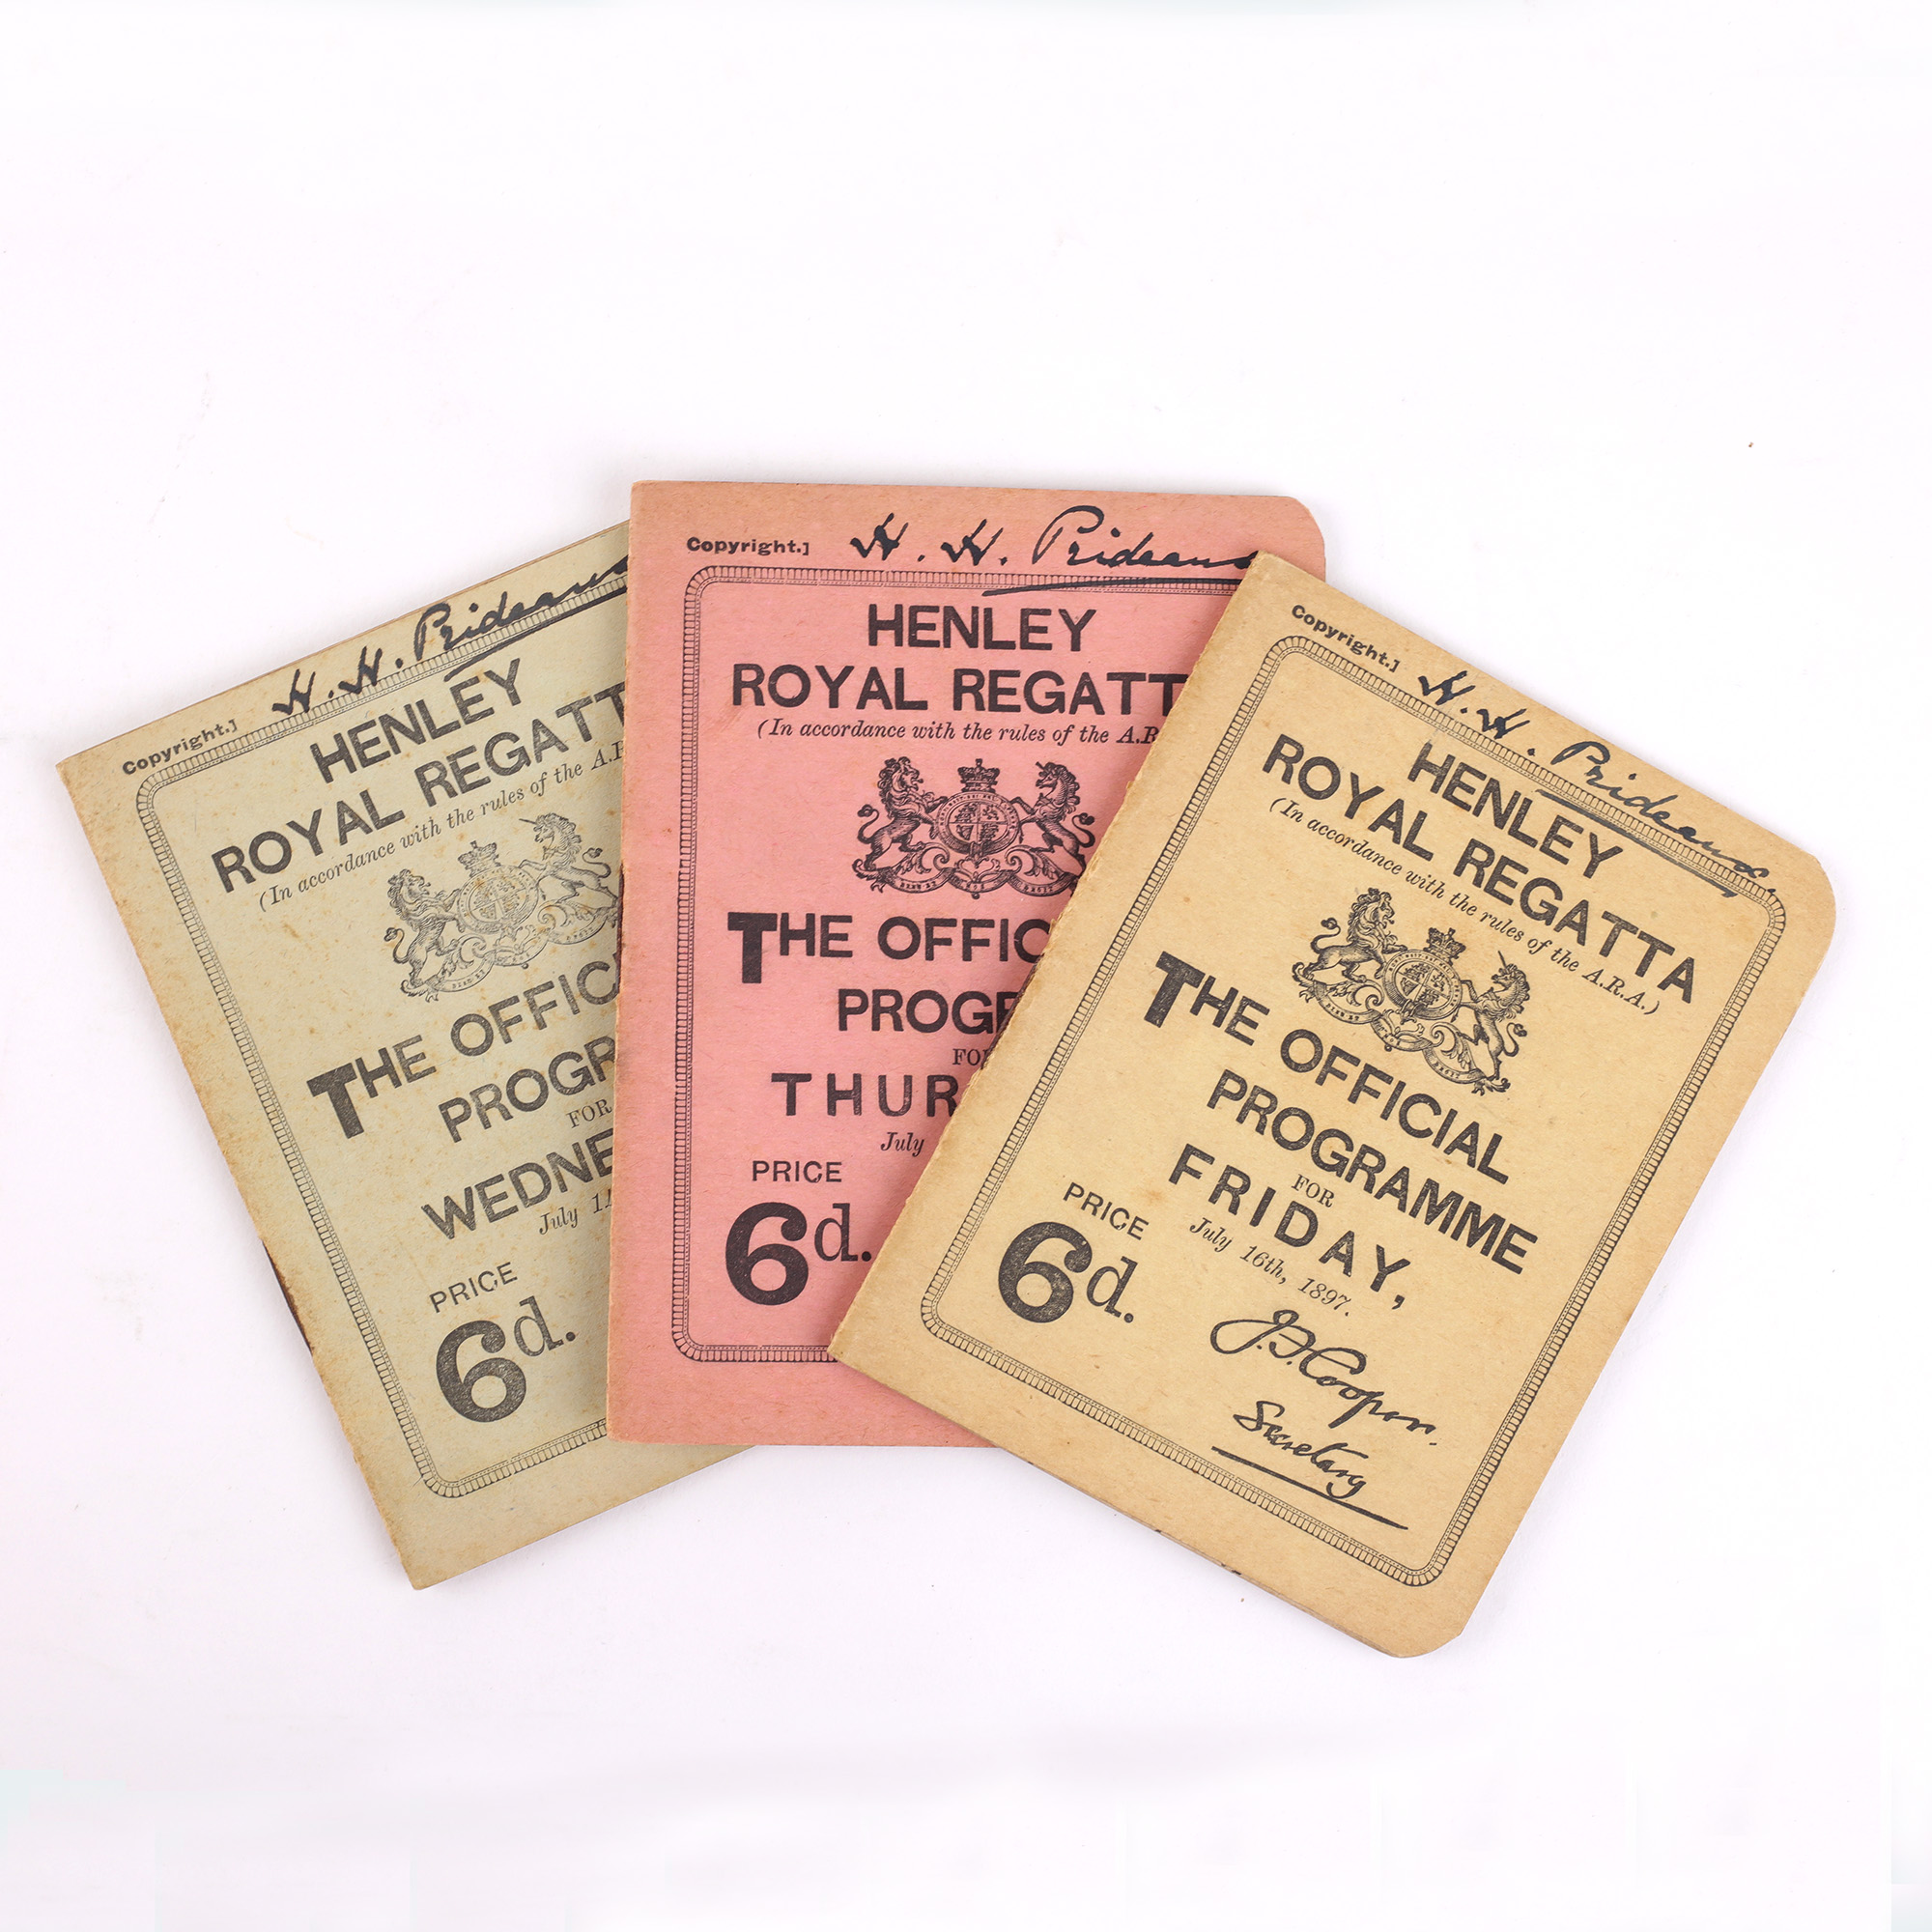 Copyright.]
H. H. Prideaux
HENLEY
ROYAL REGATT
(In accordance with the rules of the A.R
THE OFFIC
PROGR
FOR
WEDNE
July 14
PRICE
6d.
Copyright.]
H. H. Prideaux
HENLEY
ROYAL REGATT
(In accordance with the rules of the A.R
THE OFFIC
PROGR
FOR
THUR
July
PRICE
6d.
Copyright.]
H. H. Prideaux.
HENLEY
ROYAL REGATTA
(In accordance with the rules of the A.R.A.)
THE OFFICIAL
PROGRAMME
FOR
FRIDAY,
July 16th, 1897.
PRICE
6d.
J. F. Cooper.
Secretary